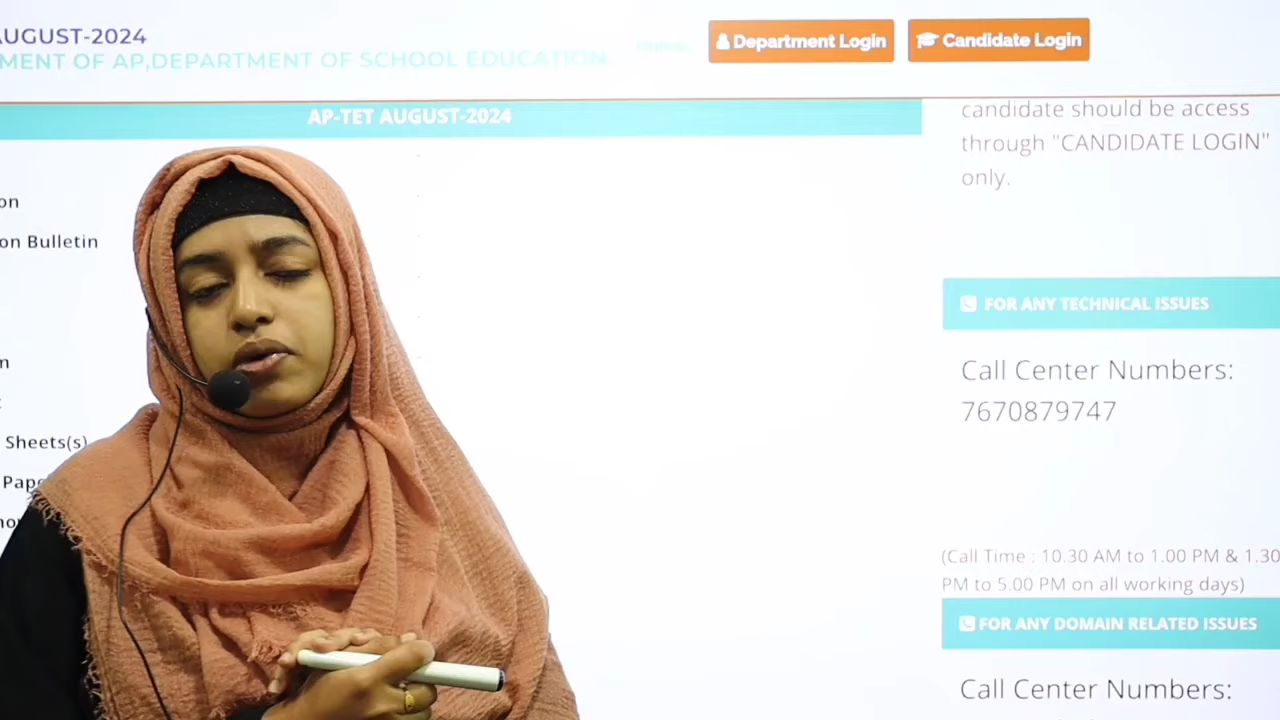 AUGUST-2024
MENT OF AP,DEPARTMENT OF SCHOOL EDUCATION
Home
Department Login
Candidate Login
AP-TET AUGUST-2024
on
on Bulletin
Sheets(s)
candidate should be access
through "CANDIDATE LOGIN"
only.
FOR ANY TECHNICAL ISSUES
Call Center Numbers:
7670879747
(Call Time : 10.30 AM to 1.00 PM & 1.30
PM to 5.00 PM on all working days)
FOR ANY DOMAIN RELATED ISSUES
Call Center Numbers: